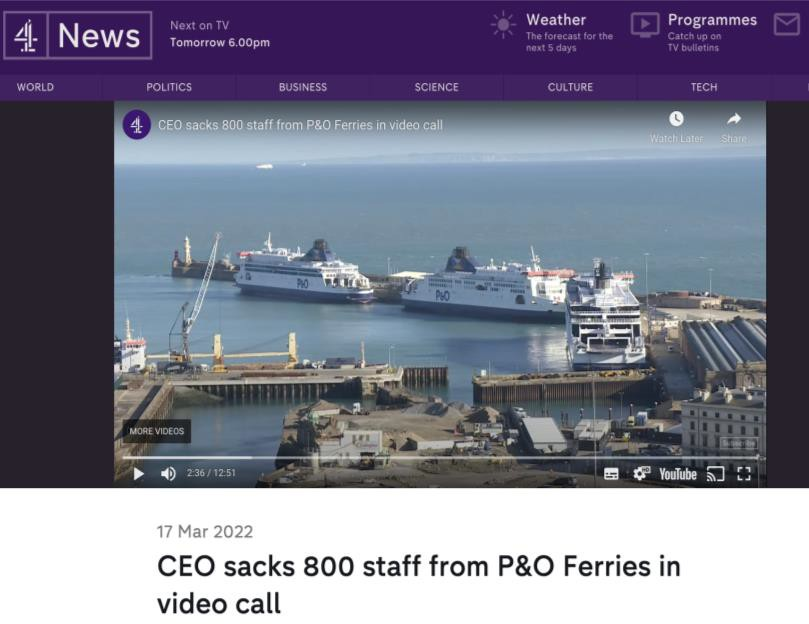 4 News
Next on TV
Tomorrow 6.00pm
Weather
The forecast for the
next 5 days
Programmes
Catch up on
TV bulletins
WORLD
POLITICS
BUSINESS
SCIENCE
CULTURE
TECH
4
CEO sacks 800 staff from P&O Ferries in video call
Watch Later
Share
P&O
P&O
MORE VIDEOS
Subscribe
2:36 / 12:51
HD
YouTube
17 Mar 2022
CEO sacks 800 staff from P&O Ferries in
video call